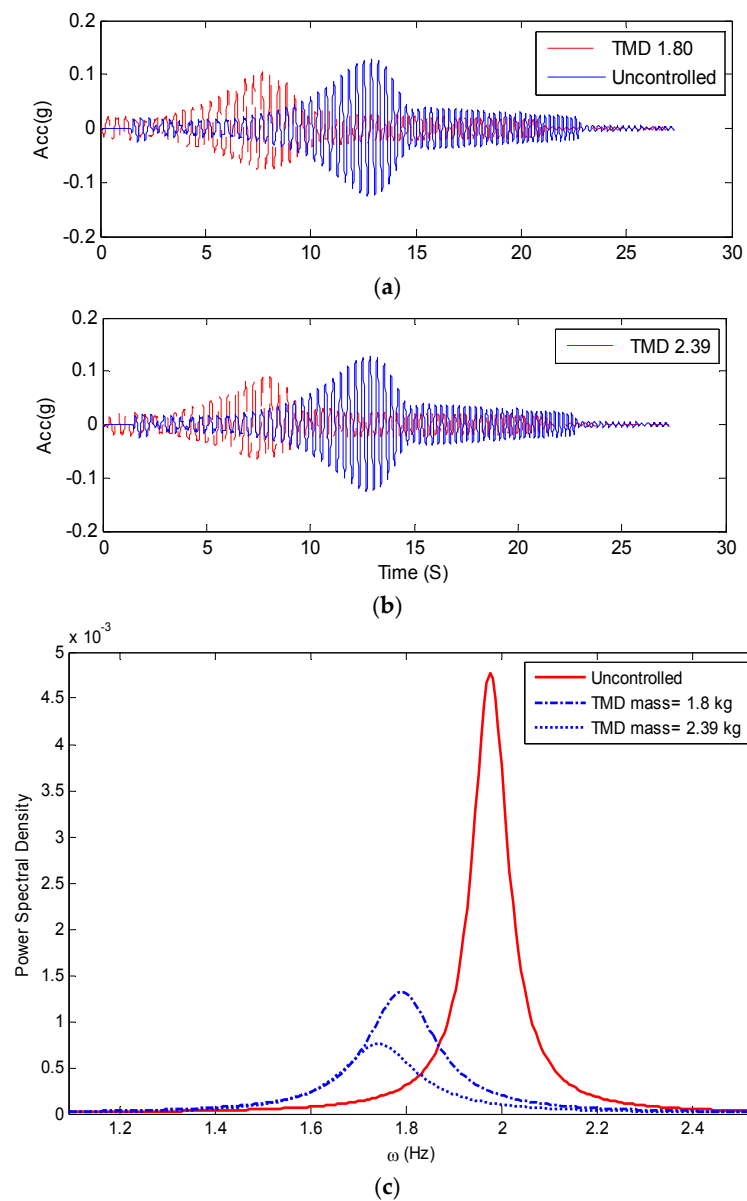 0.2
0.1
0
-0.1
-0.2
Acc(g)
TMD 1.80
Uncontrolled
0 5 10 15 20 25 30
(a)
0.2
0.1
0
-0.1
-0.2
Acc(g)
TMD 2.39
0 5 10 15 20 25 30
Time (S)
(b)
x 10⁻³
5
4.5
4
3.5
3
2.5
2
1.5
1
0.5
0
Power Spectral Density
Uncontrolled
TMD mass= 1.8 kg
TMD mass= 2.39 kg
1.2 1.4 1.6 1.8 2 2.2 2.4
ω (Hz)
(c)